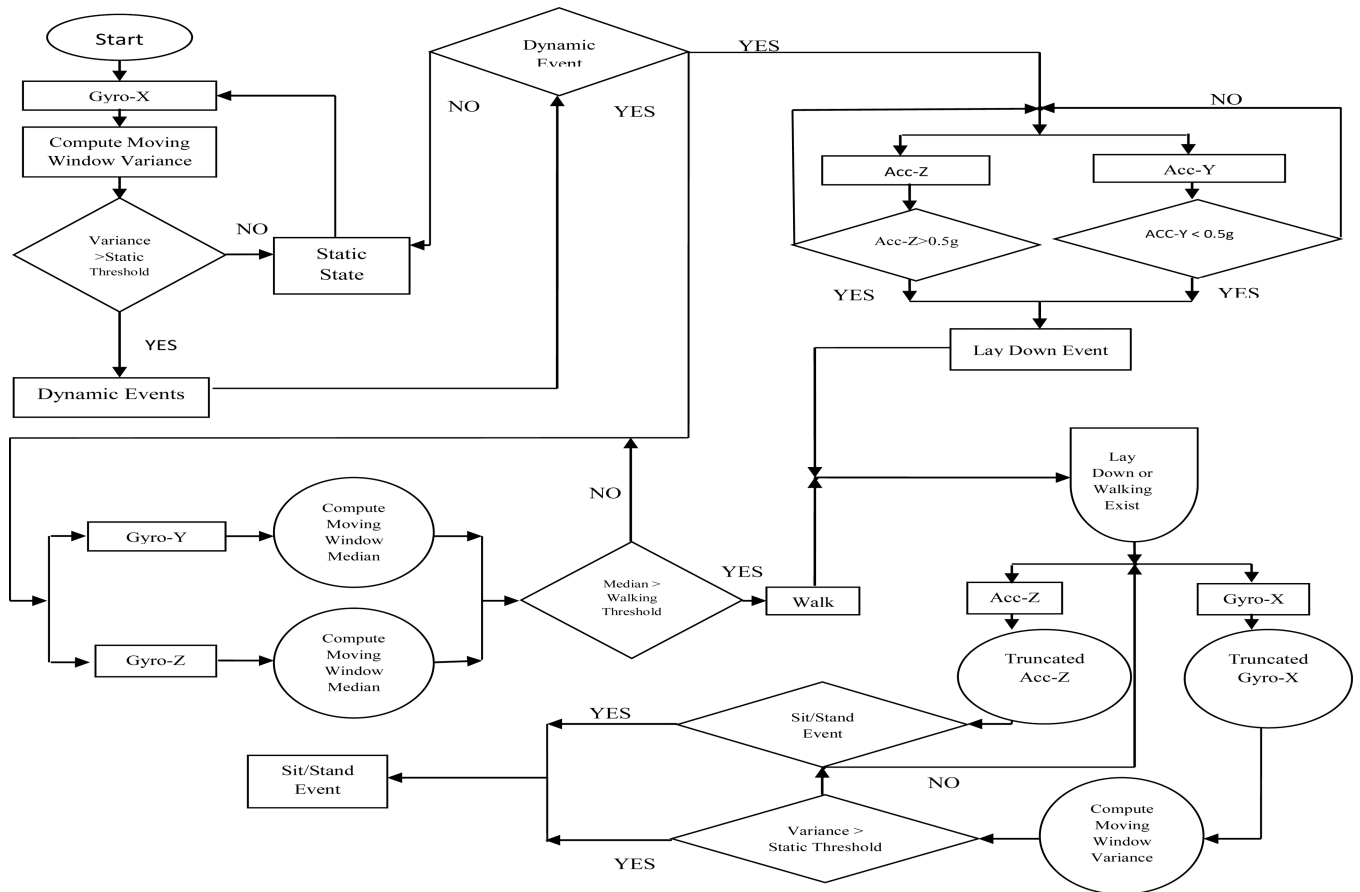 Start
Gyro-X
Compute Moving
Window Variance
Variance
>Static
Threshold
NO
Static
State
YES
Dynamic Events
Dynamic
Event
NO
YES
YES
NO
Acc-Z
Acc-Y
Acc-Z>0.5g
ACC-Y < 0.5g
YES
YES
Lay Down Event
Gyro-Y
Compute
Moving
Window
Median
Gyro-Z
Compute
Moving
Window
Median
NO
Median >
Walking
Threshold
YES
Walk
Lay
Down or
Walking
Exist
Acc-Z
Gyro-X
Truncated
Acc-Z
Truncated
Gyro-X
Sit/Stand
Event
YES
Sit/Stand
Event
NO
Variance >
Static Threshold
YES
Compute
Moving
Window
Variance